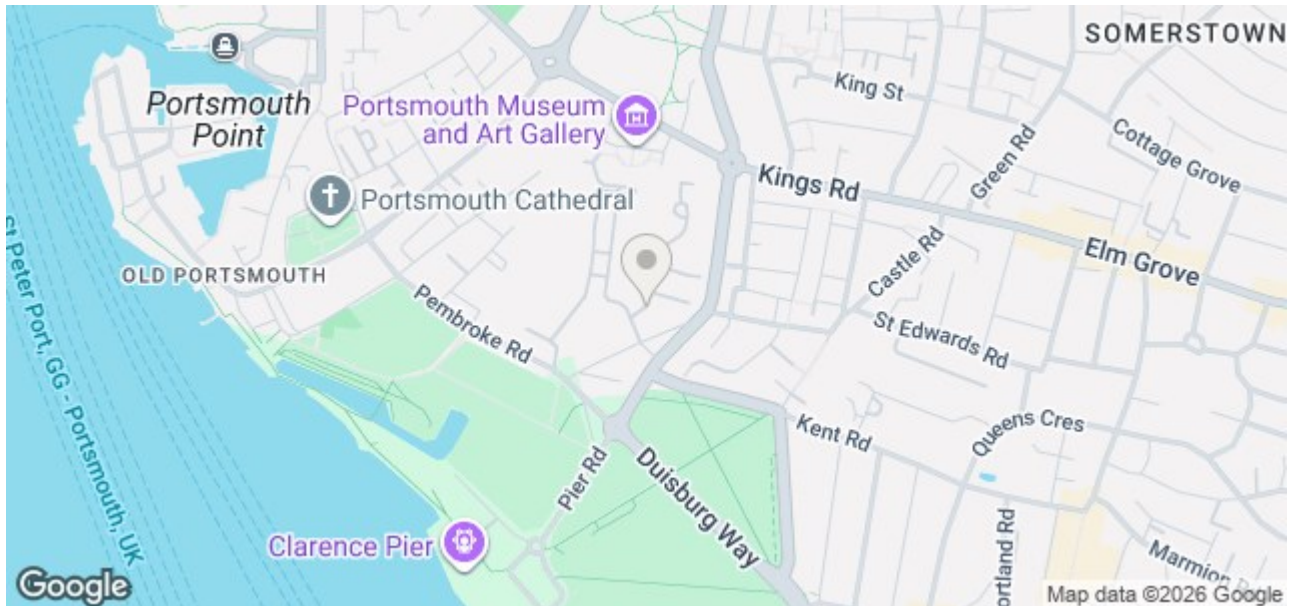 SOMERSTOWN
King St
Portsmouth
Point
Portsmouth Museum
and Art Gallery
Green Rd
Cottage Grove
Kings Rd
Portsmouth Cathedral
Elm Grove
Castle Rd
OLD PORTSMOUTH
St Peter Port, GG - Portsmouth, UK
Pembroke Rd
St Edwards Rd
Queens Cres
Kent Rd
Pier Rd
Duisburg Way
Clarence Pier
ortland Rd
Marmion R
Google
Map data ©2026 Google